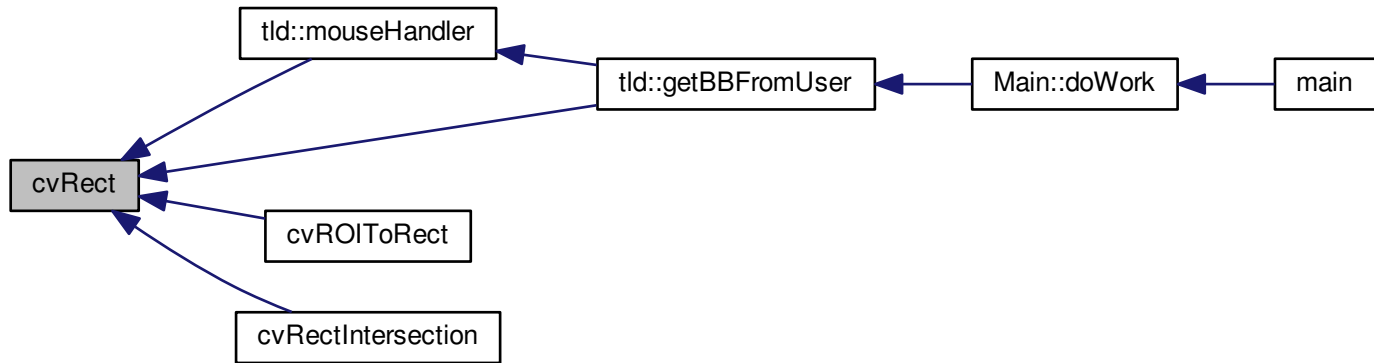 tld::mouseHandler
tld::getBBFromUser
Main::doWork
main
cvRect
cvROIToRect
cvRectIntersection